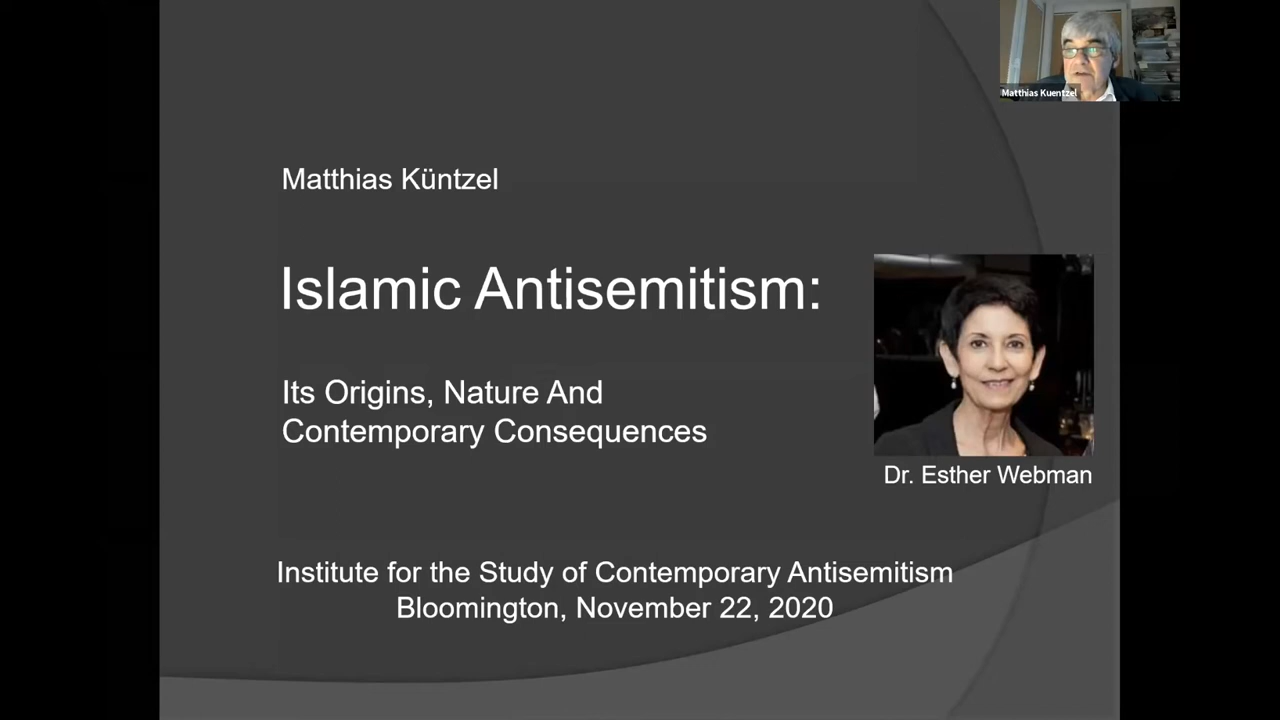 Matthias Kuentzel
Matthias Küntzel
Islamic Antisemitism:
Its Origins, Nature And
Contemporary Consequences
Dr. Esther Webman
Institute for the Study of Contemporary Antisemitism
Bloomington, November 22, 2020